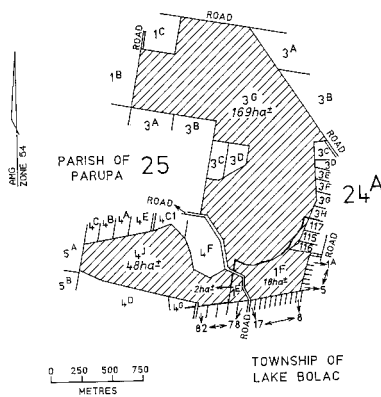 ROAD
1C
3A
1B
3G
169ha±
3B
3A
3B
ROAD
AMG
ZONE 54
PARISH OF
PARUPA
25
3C
3D
3C
3D
3E
3F
3G
3H
24A
ROAD
117
115
116
ROAD
4C
4B
4A
4E
4C1
4F
5A
4J
48ha±
1F
18ha±
1A
5B
2ha±
4D
4G
5
82
78
17
8
ROAD
0
250
500
750
METRES
TOWNSHIP OF
LAKE BOLAC